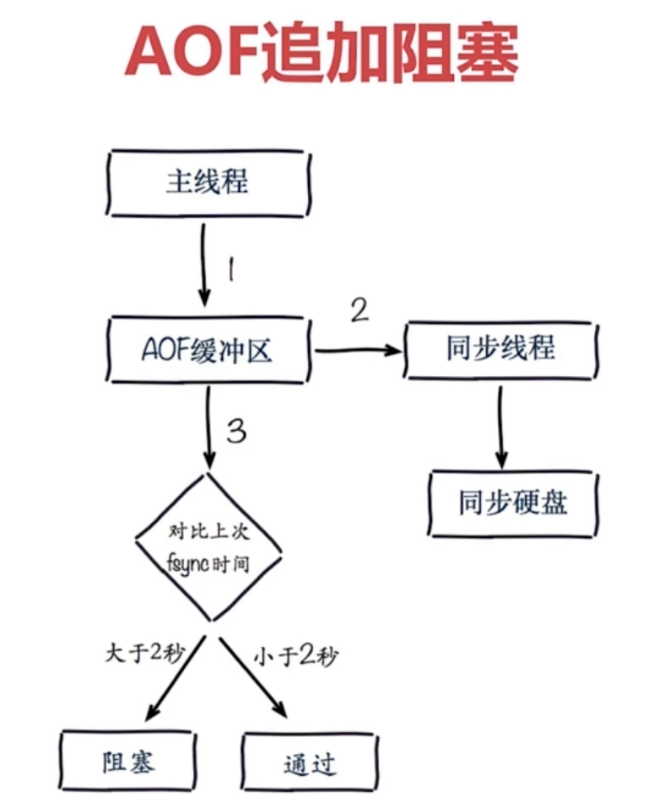 AOF追加阻塞
主线程
1
AOF缓冲区
2
同步线程
3
同步硬盘
对比上次
fsync时间
大于2秒
小于2秒
阻塞
通过